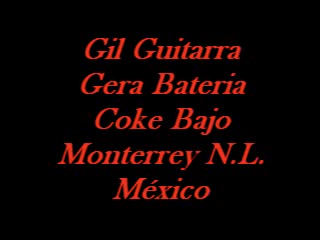 Gil Guitarra
Gera Bateria
Coke Bajo
Monterrey N.L.
México